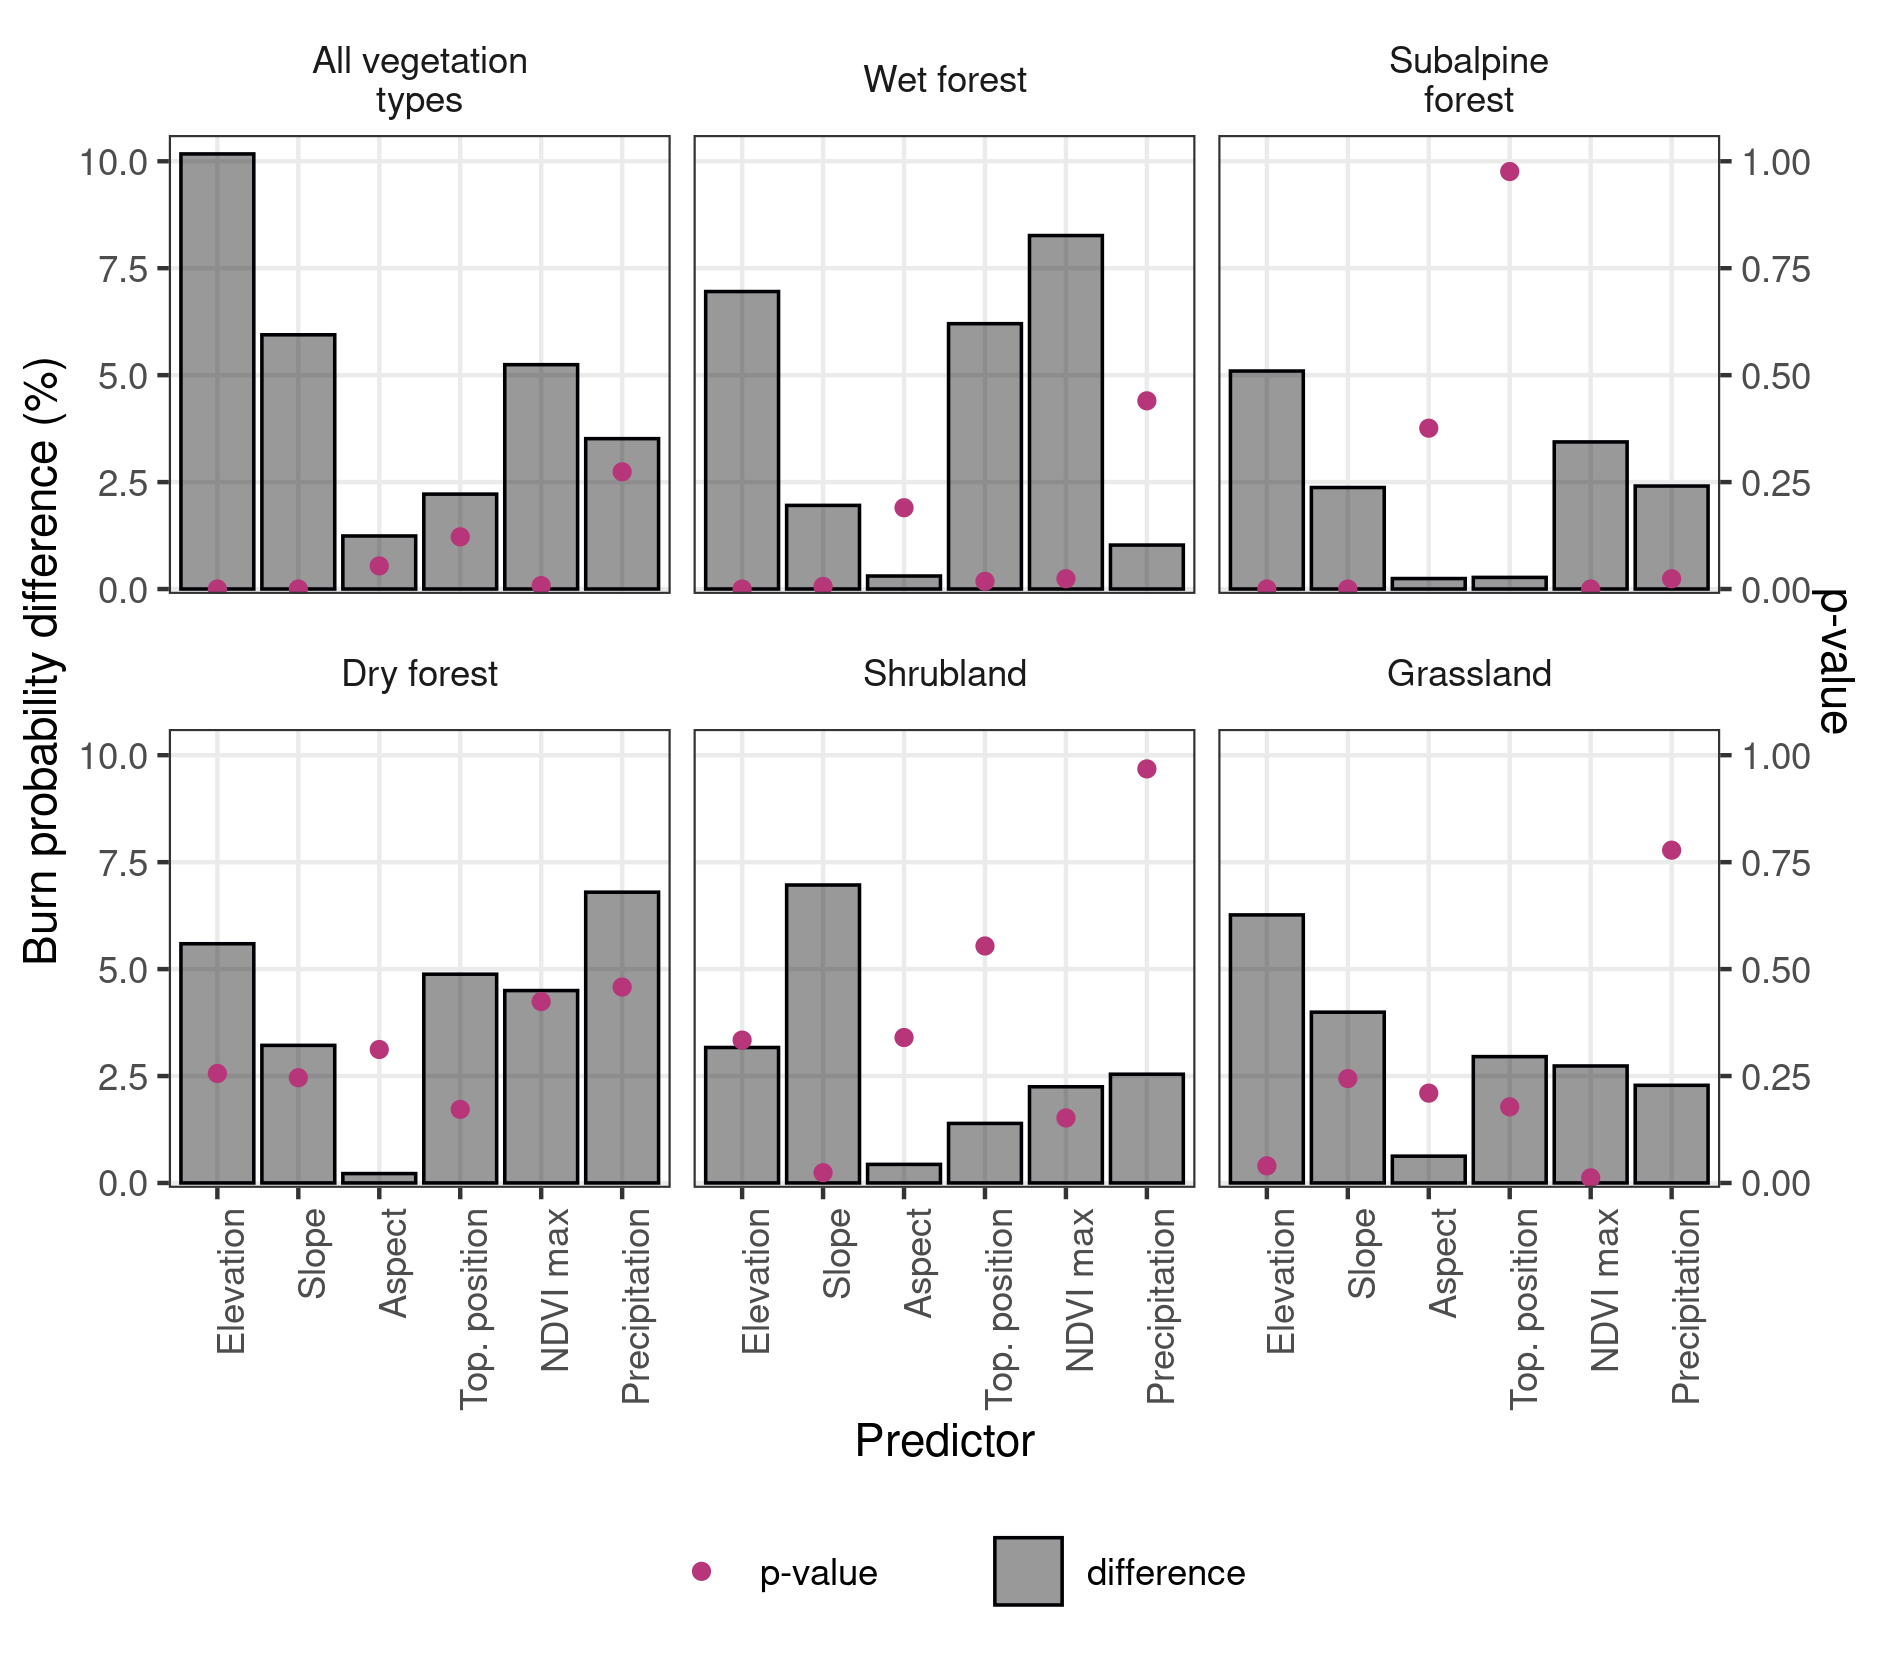 All vegetation
types
Wet forest
Subalpine
forest
10.0
7.5
5.0
2.5
0.0
1.00
0.75
0.50
0.25
0.00
Burn probability difference (%)
p-value
Dry forest
Shrubland
Grassland
10.0
7.5
5.0
2.5
0.0
1.00
0.75
0.50
0.25
0.00
Elevation
Slope
Aspect
Top. position
NDVI max
Precipitation
Elevation
Slope
Aspect
Top. position
NDVI max
Precipitation
Elevation
Slope
Aspect
Top. position
NDVI max
Precipitation
Predictor
p-value
difference